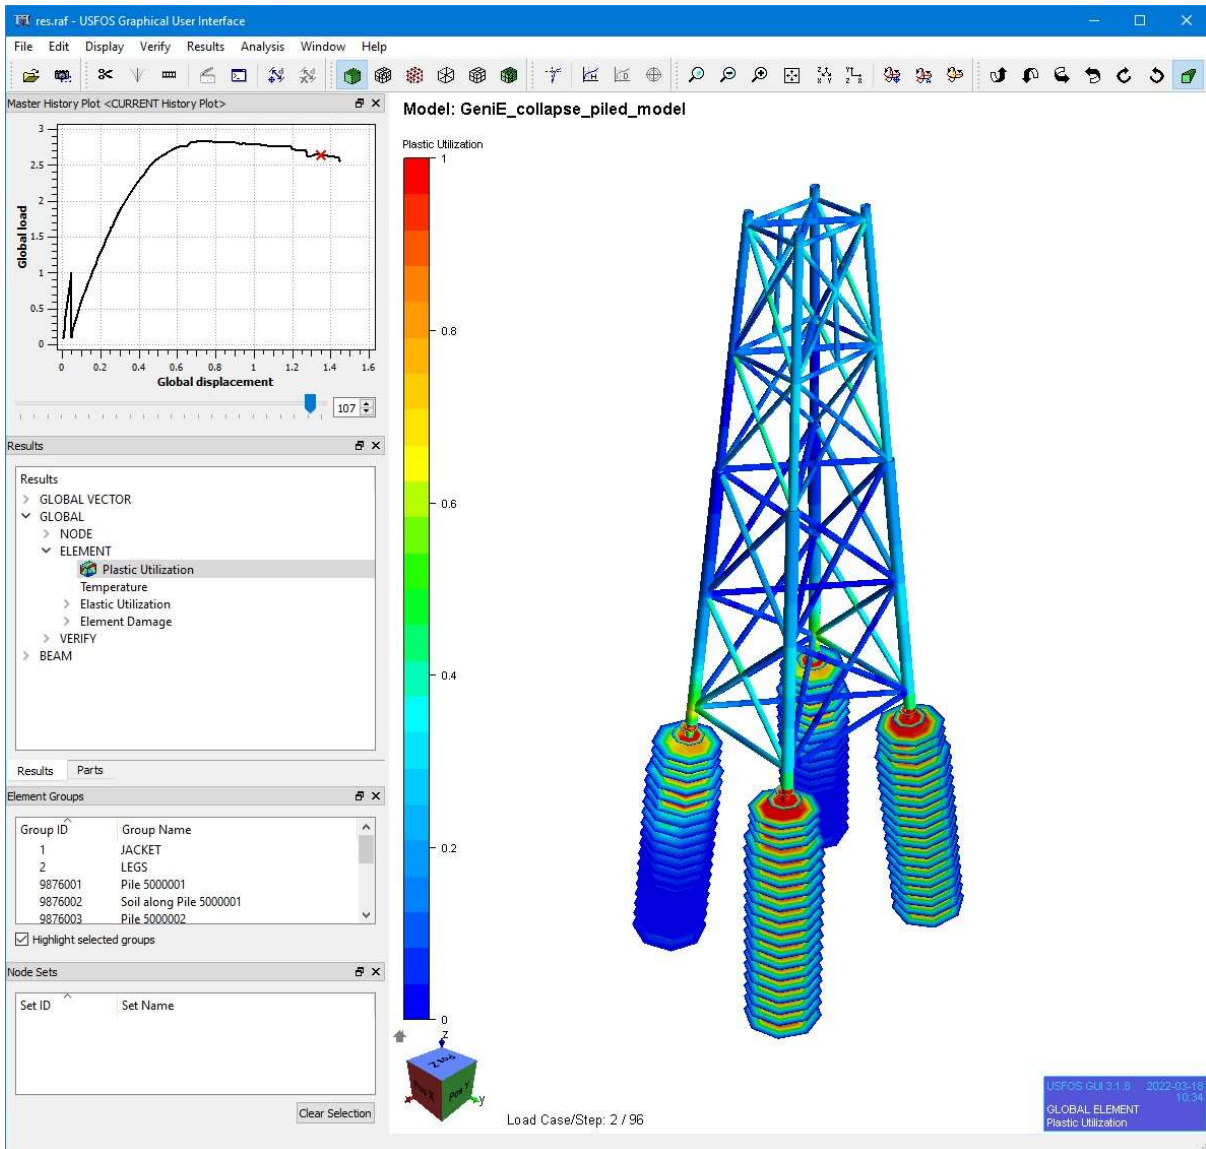 res.raf - USFOS Graphical User Interface
File Edit Display Verify Results Analysis Window Help
Master History Plot <CURRENT History Plot>
3
2.5
2
1.5
1
0.5
0
Global load
0 0.2 0.4 0.6 0.8 1 1.2 1.4 1.6
Global displacement
107
Results
Results
GLOBAL VECTOR
GLOBAL
NODE
ELEMENT
Plastic Utilization
Temperature
Elastic Utilization
Element Damage
VERIFY
BEAM
Results Parts
Element Groups
Group ID Group Name
1 JACKET
2 LEGS
9876001 Pile 5000001
9876002 Soil along Pile 5000001
9876003 Pile 5000002
Highlight selected groups
Node Sets
Set ID Set Name
Clear Selection
Model: GeniE_collapse_piled_model
Plastic Utilization
1
0.8
0.6
0.4
0.2
0
z
Pos X
Pos Y
y
Load Case/Step: 2 / 96
USFOS GUI 3.1.8 2022-03-18
10:34
GLOBAL ELEMENT
Plastic Utilization